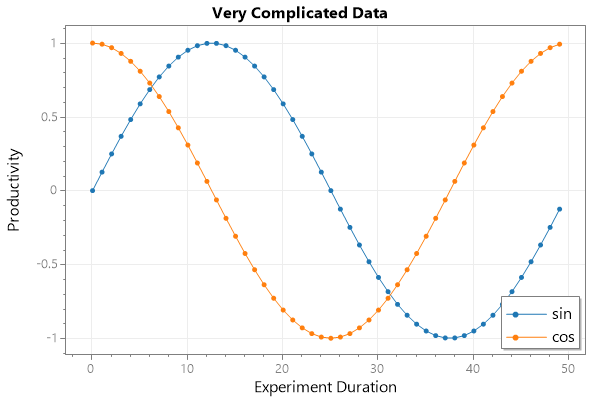 Very Complicated Data
Productivity
1
0.5
0
-0.5
-1
0
10
20
30
40
50
Experiment Duration
sin
cos